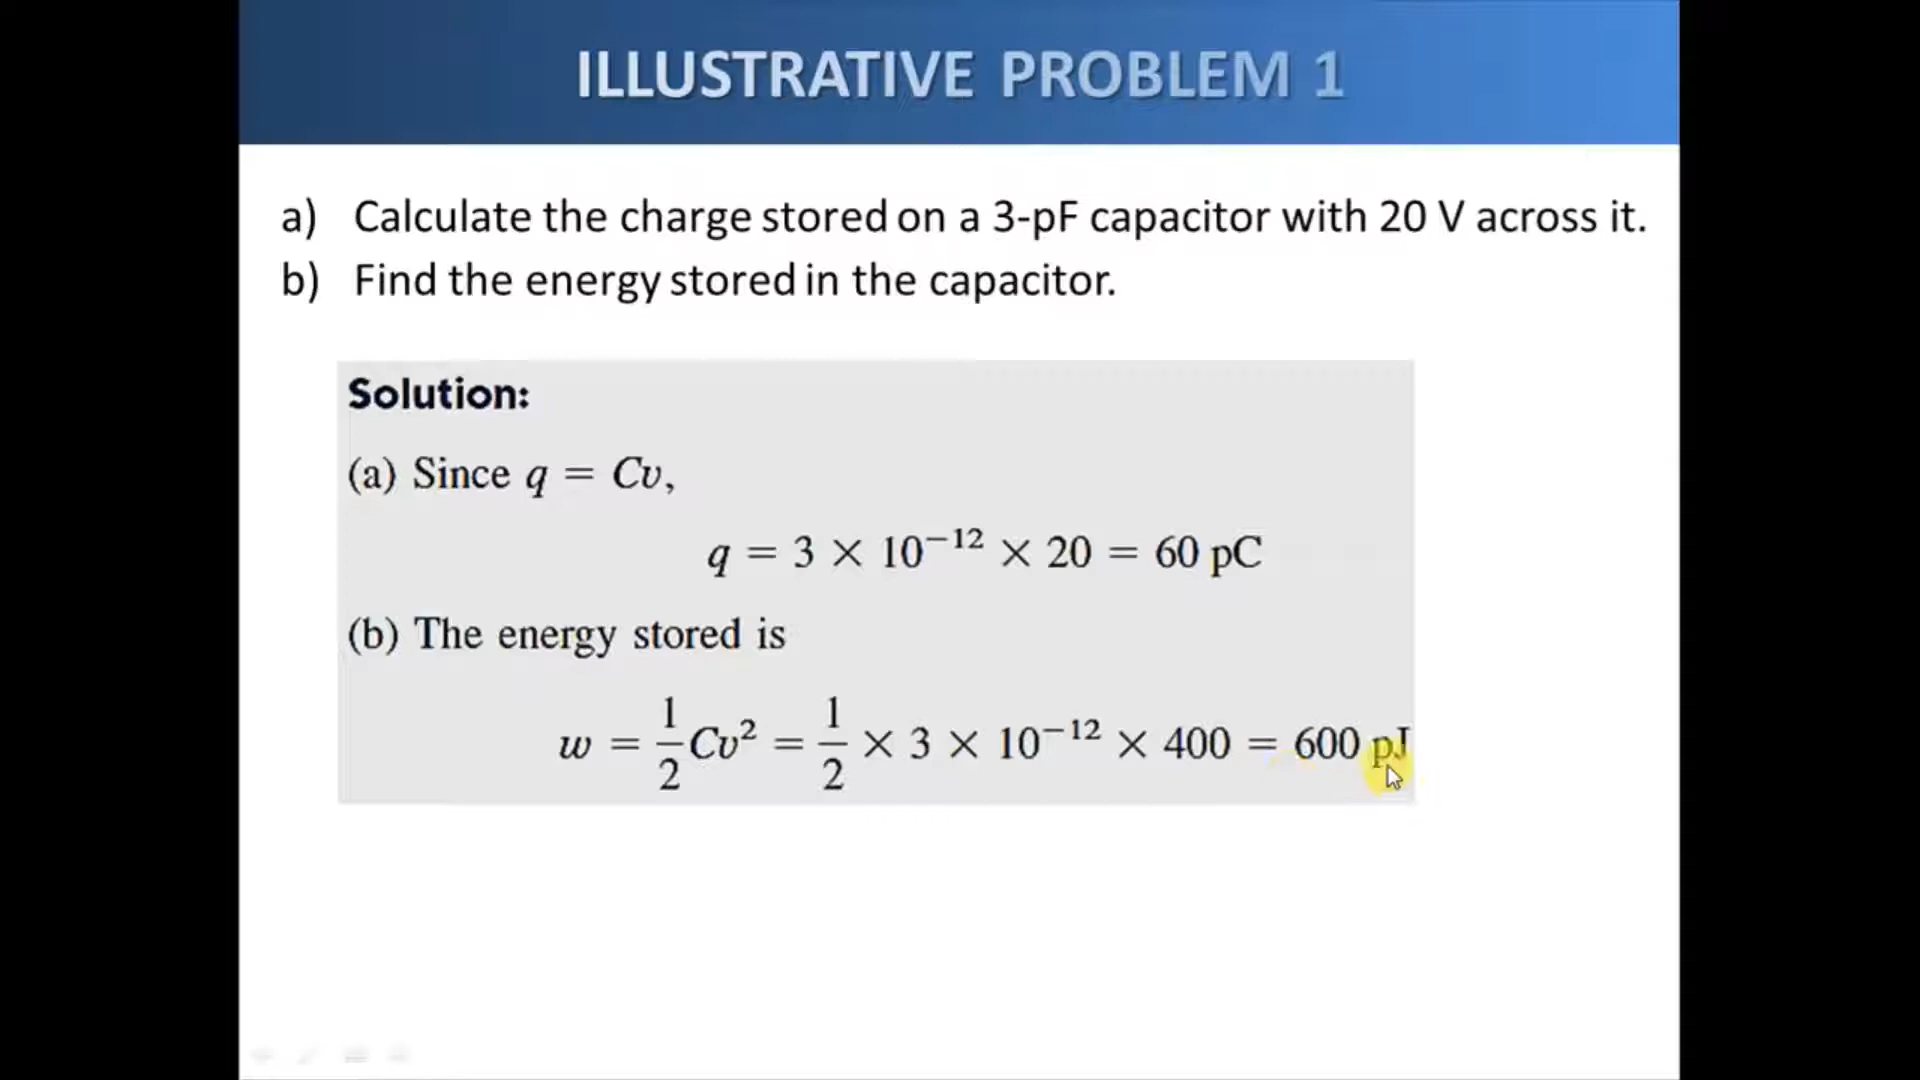 ILLUSTRATIVE PROBLEM 1
a) Calculate the charge stored on a 3-pF capacitor with 20 V across it.
b) Find the energy stored in the capacitor.
Solution:
(a) Since q = Cv,
q = 3 × 10⁻¹² × 20 = 60 pC
(b) The energy stored is
w = 1/2 Cv² = 1/2 × 3 × 10⁻¹² × 400 = 600 pJ